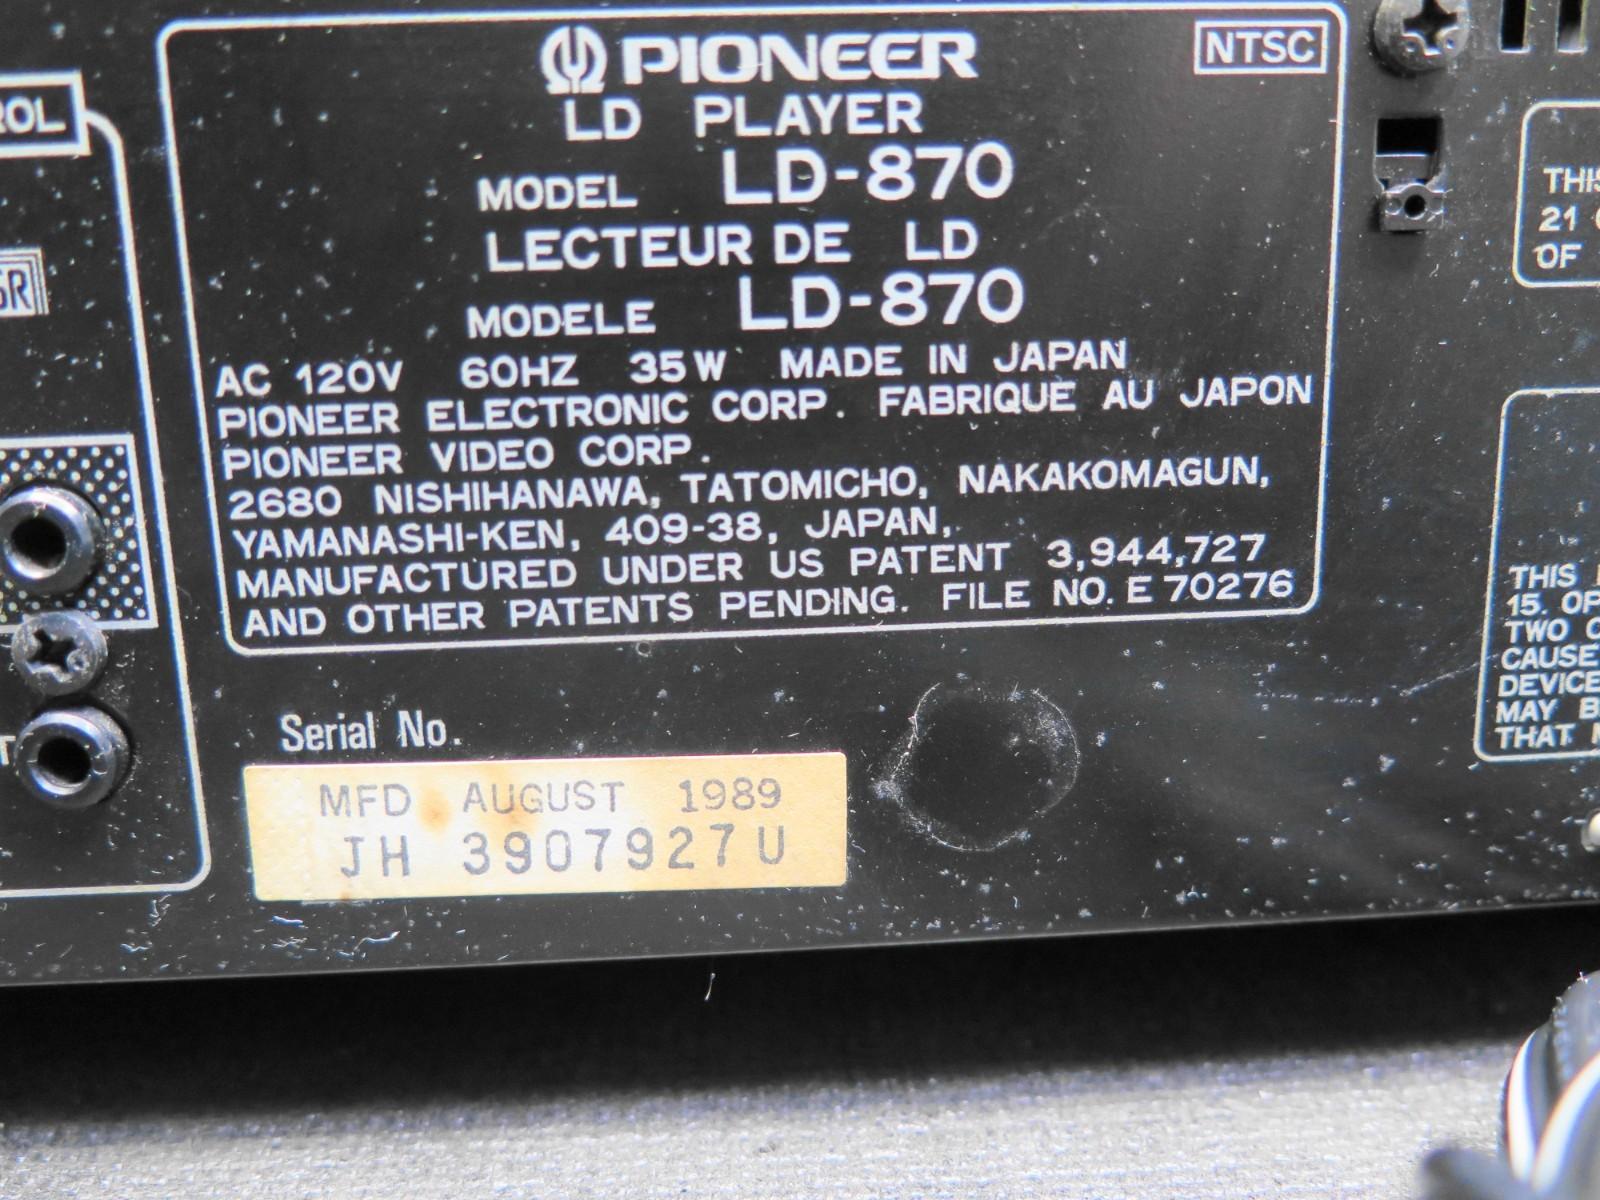 PIONEER
NTSC
LD PLAYER
MODEL LD-870
LECTEUR DE LD
MODELE LD-870
AC 120V 60HZ 35W MADE IN JAPAN
PIONEER ELECTRONIC CORP. FABRIQUE AU JAPON
PIONEER VIDEO CORP.
2680 NISHIHANAWA, TATOMICHO, NAKAKOMAGUN,
YAMANASHI-KEN, 409-38, JAPAN,
MANUFACTURED UNDER US PATENT 3,944,727
AND OTHER PATENTS PENDING. FILE NO. E 70276
Serial No.
MFD AUGUST 1989
JH 3907927U
ROL
SR
T
THIS
21
OF
THIS
15. OP
TWO C
CAUSE
DEVICE
MAY B
THAT